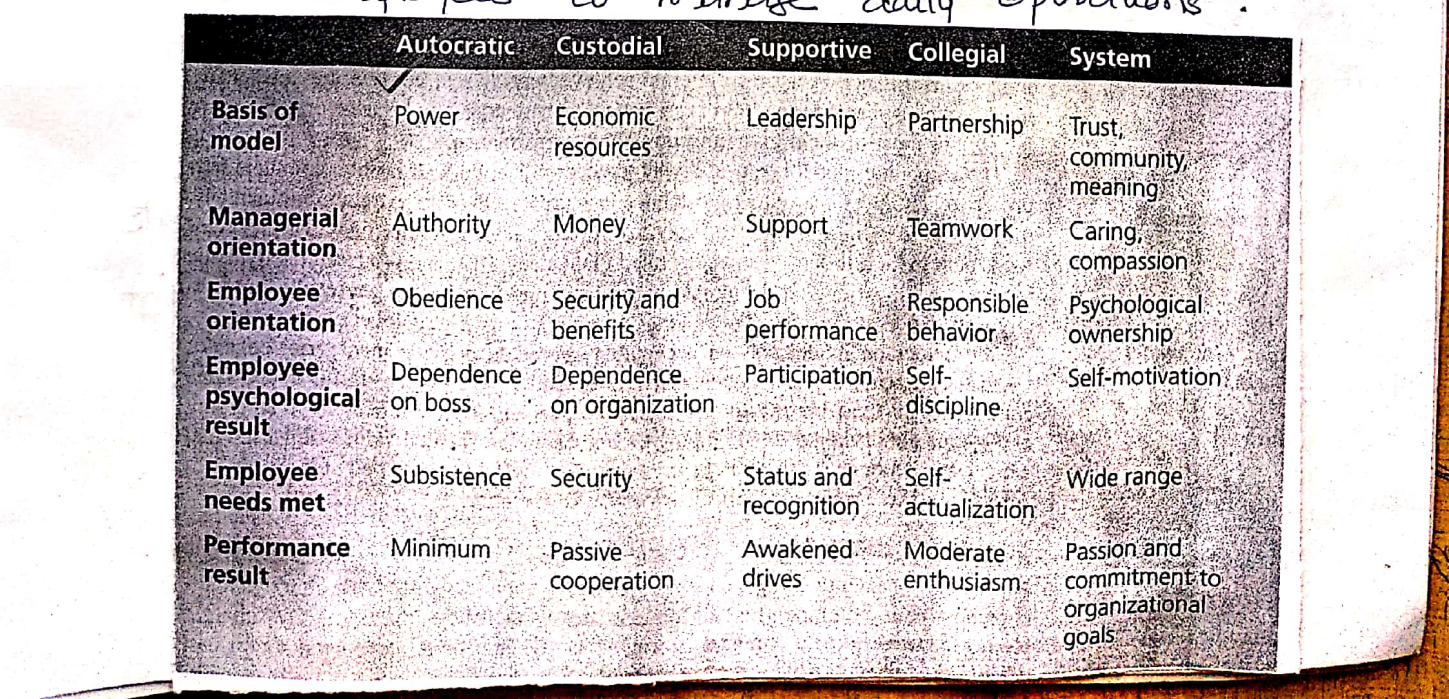 to daily operations.
Autocratic Custodial Supportive Collegial System
Basis of Power Economic Leadership Partnership Trust,
model resources community,
meaning
Managerial Authority Money Support Teamwork Caring,
orientation compassion
Employee Obedience Security and Job Responsible Psychological
orientation benefits performance behavior ownership
Employee Dependence Dependence Participation Self- Self-motivation
psychological on boss on organization discipline
result
Employee Subsistence Security Status and Self- Wide range
needs met recognition actualization
Performance Minimum Passive Awakened Moderate Passion and
result cooperation drives enthusiasm commitment to
organizational
goals